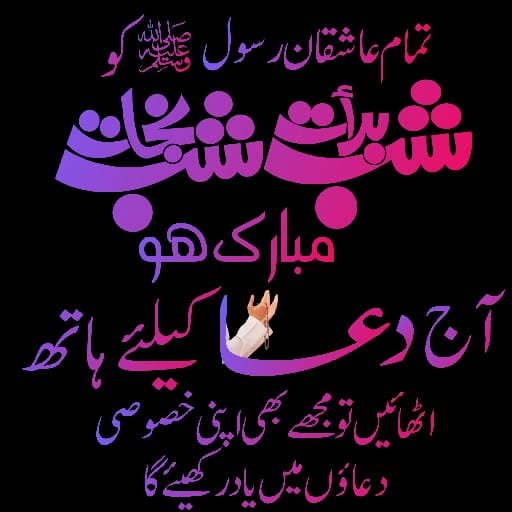 تمام عاشقان رسول ﷺ کو
شب برأت شب نجات
مبارک ھو
آج دعا کیلئے ہاتھ
اٹھائیں تو مجھے بھی اپنی خصوصی
دعاؤں میں یاد رکھیئے گا